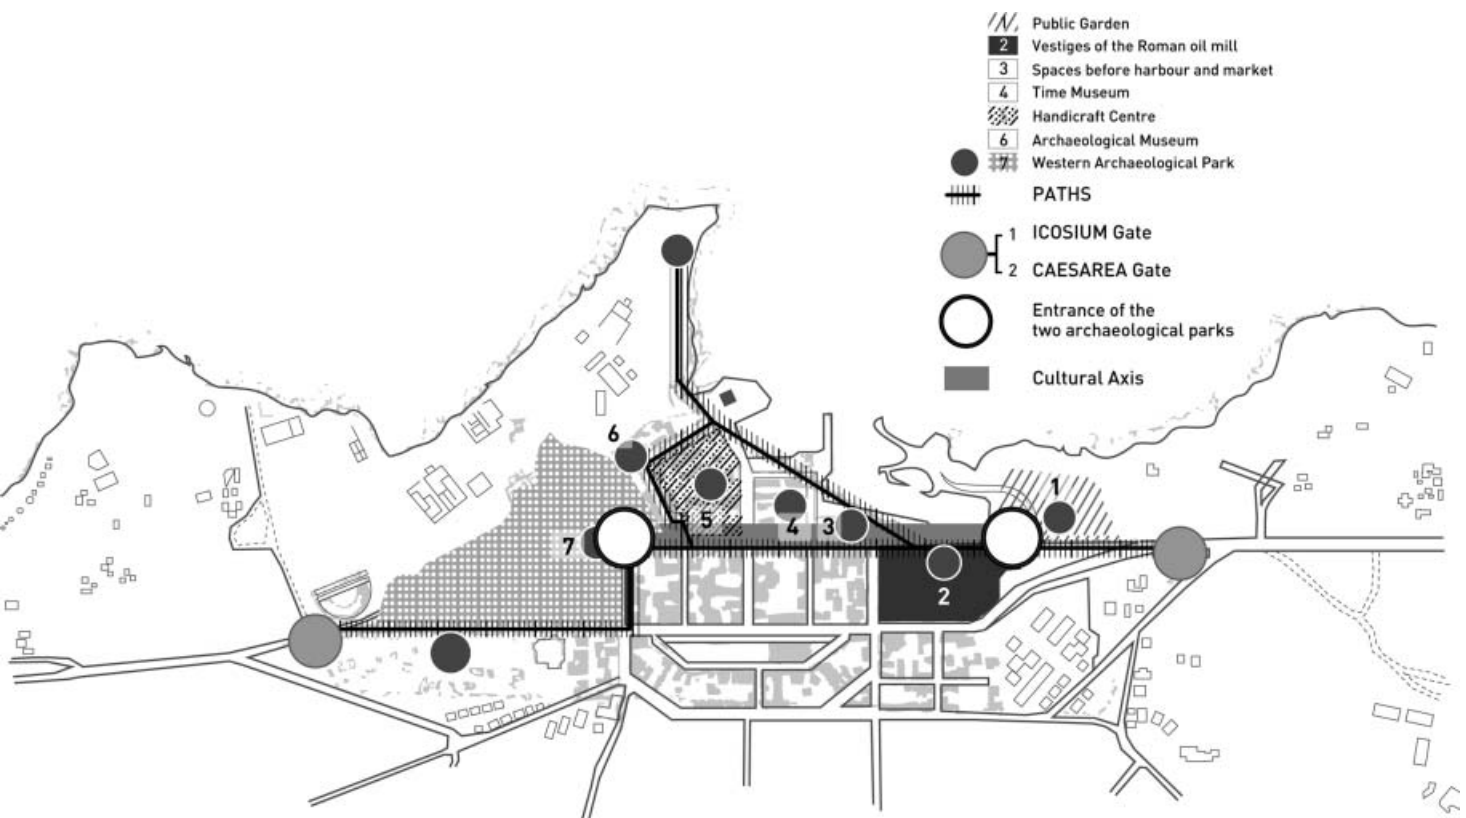 Public Garden
2 Vestiges of the Roman oil mill
3 Spaces before harbour and market
4 Time Museum
Handicraft Centre
6 Archaeological Museum
7 Western Archaeological Park
PATHS
1 ICOSIUM Gate
2 CAESAREA Gate
Entrance of the
two archaeological parks
Cultural Axis
6
1
5
4
3
7
2